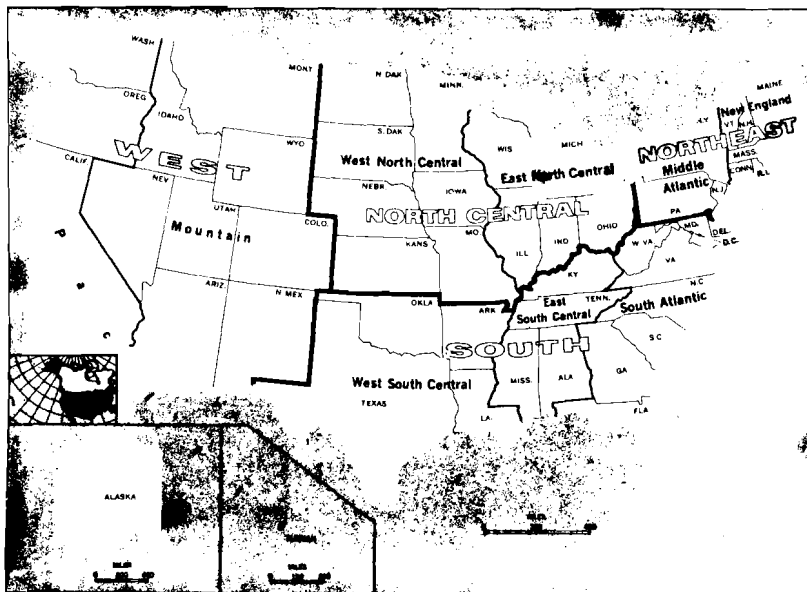 WASH
MONT
N. DAK
MINN.
MAINE
OREG
IDAHO
VT.
N.H.
New England
NORTHEAST
WIS
MICH
S. DAK
WYO
WEST
West North Central
East North Central
MASS.
CONN.
R.I.
Middle
Atlantic
N.J.
CALIF
NEV
NEBR.
IOWA
UTAH
COLO.
NORTH CENTRAL
PA
OHIO
IND
ILL
MO.
KANS
MD.
DEL.
D.C.
W. VA.
VA
Mountain
KY
ARIZ.
N MEX
OKLA
ARK
East
South Central
TENN.
N.C
South Atlantic
S.C
SOUTH
West South Central
MISS.
ALA
GA
TEXAS
LA.
FLA
P
a
c
ALASKA
MILES
MILES